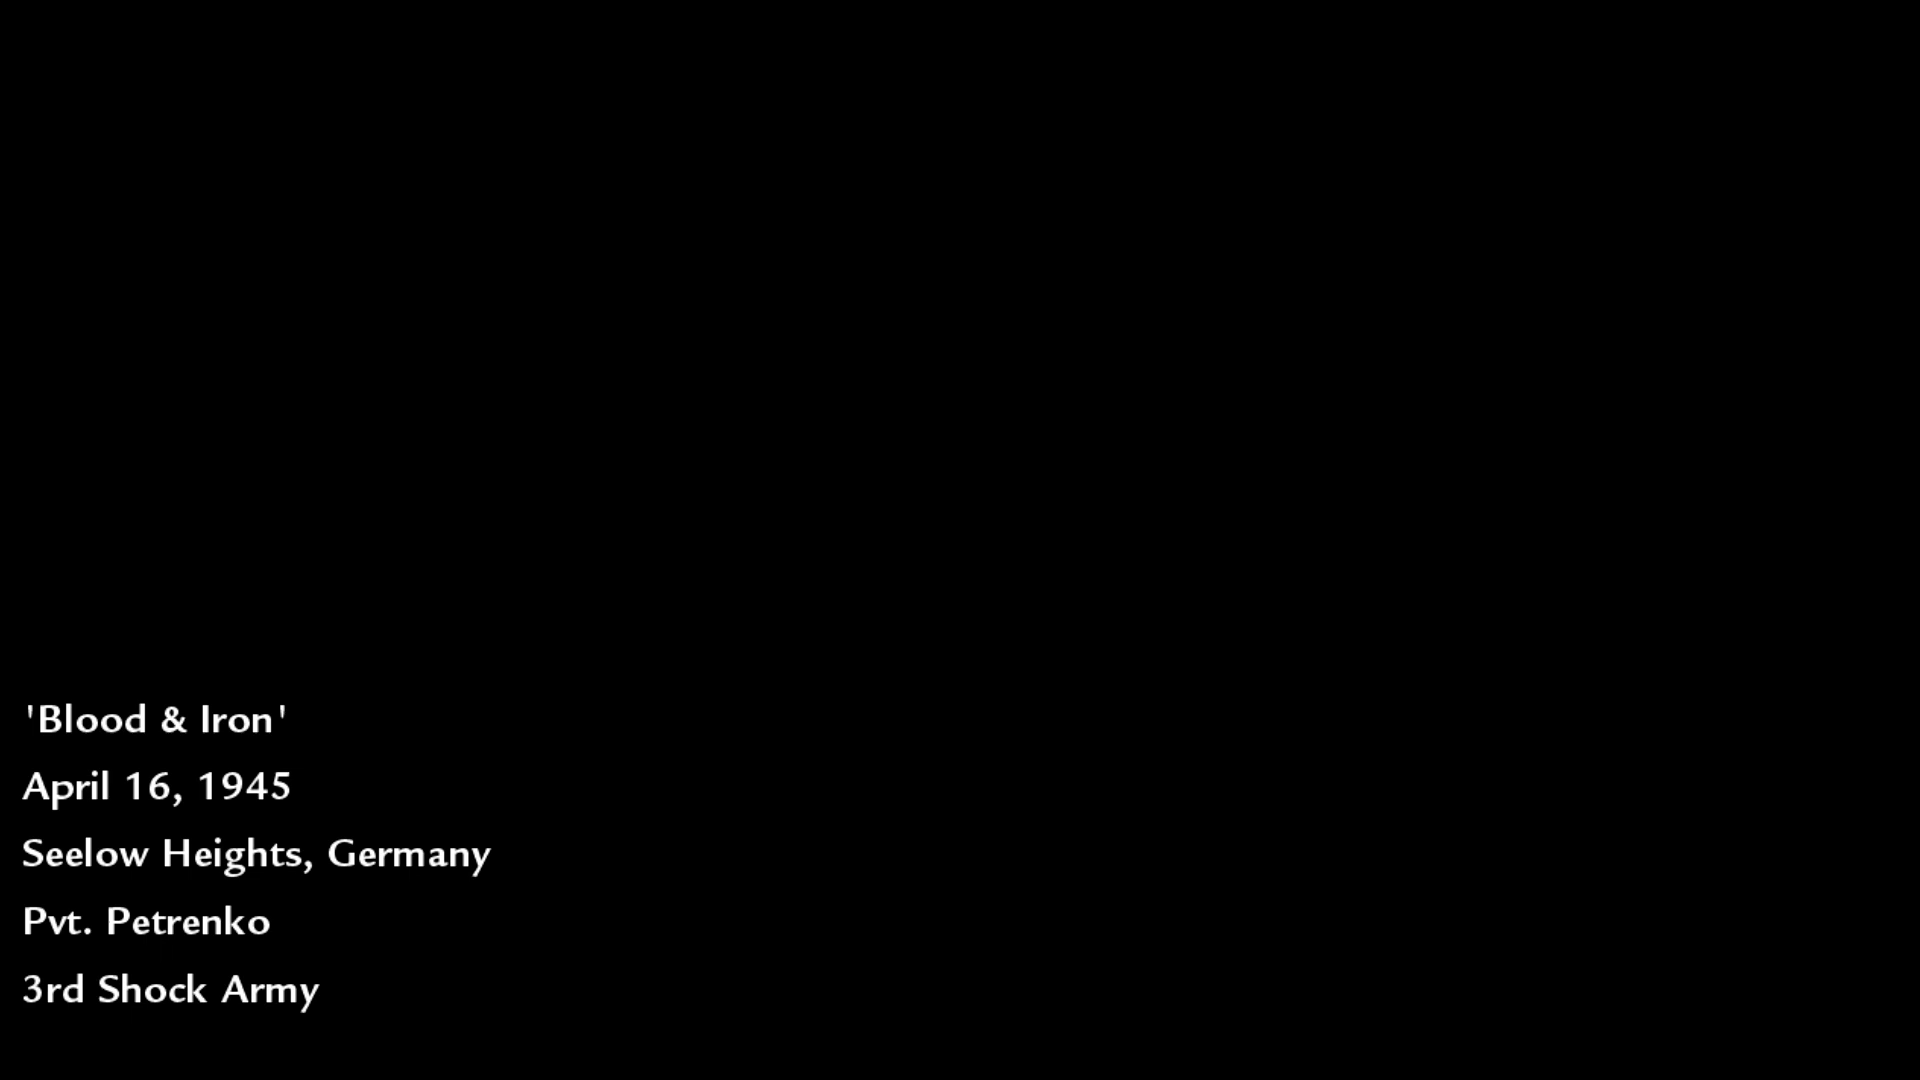 'Blood & Iron'
April 16, 1945
Seelow Heights, Germany
Pvt. Petrenko
3rd Shock Army